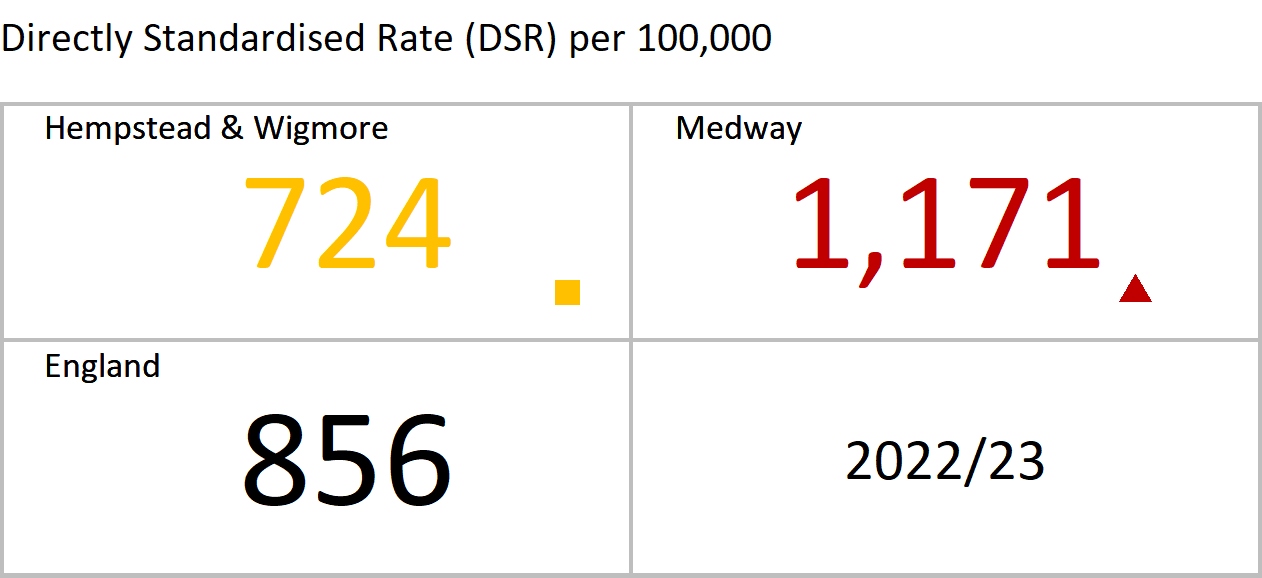 Directly Standardised Rate (DSR) per 100,000
Hempstead & Wigmore
724
Medway
1,171
England
856
2022/23